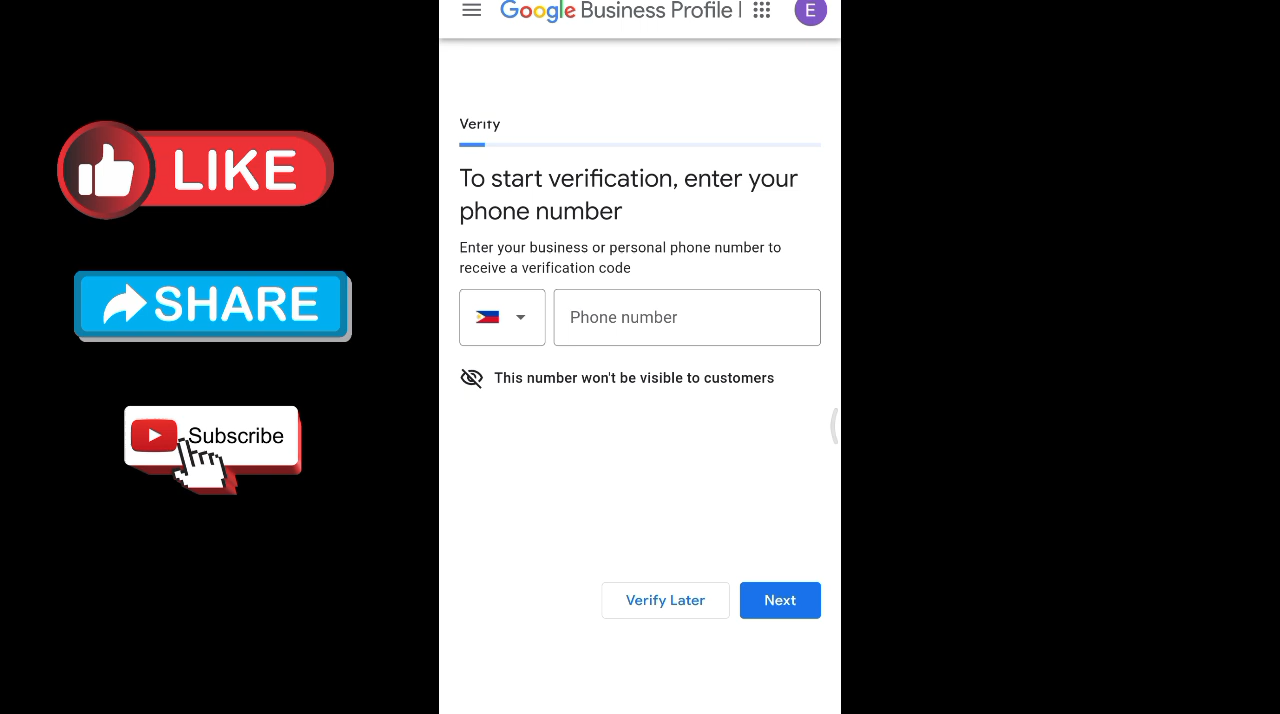 Google Business Profile |
E
LIKE
SHARE
Subscribe
Verify
To start verification, enter your
phone number
Enter your business or personal phone number to
receive a verification code
Phone number
This number won't be visible to customers
Verify Later
Next